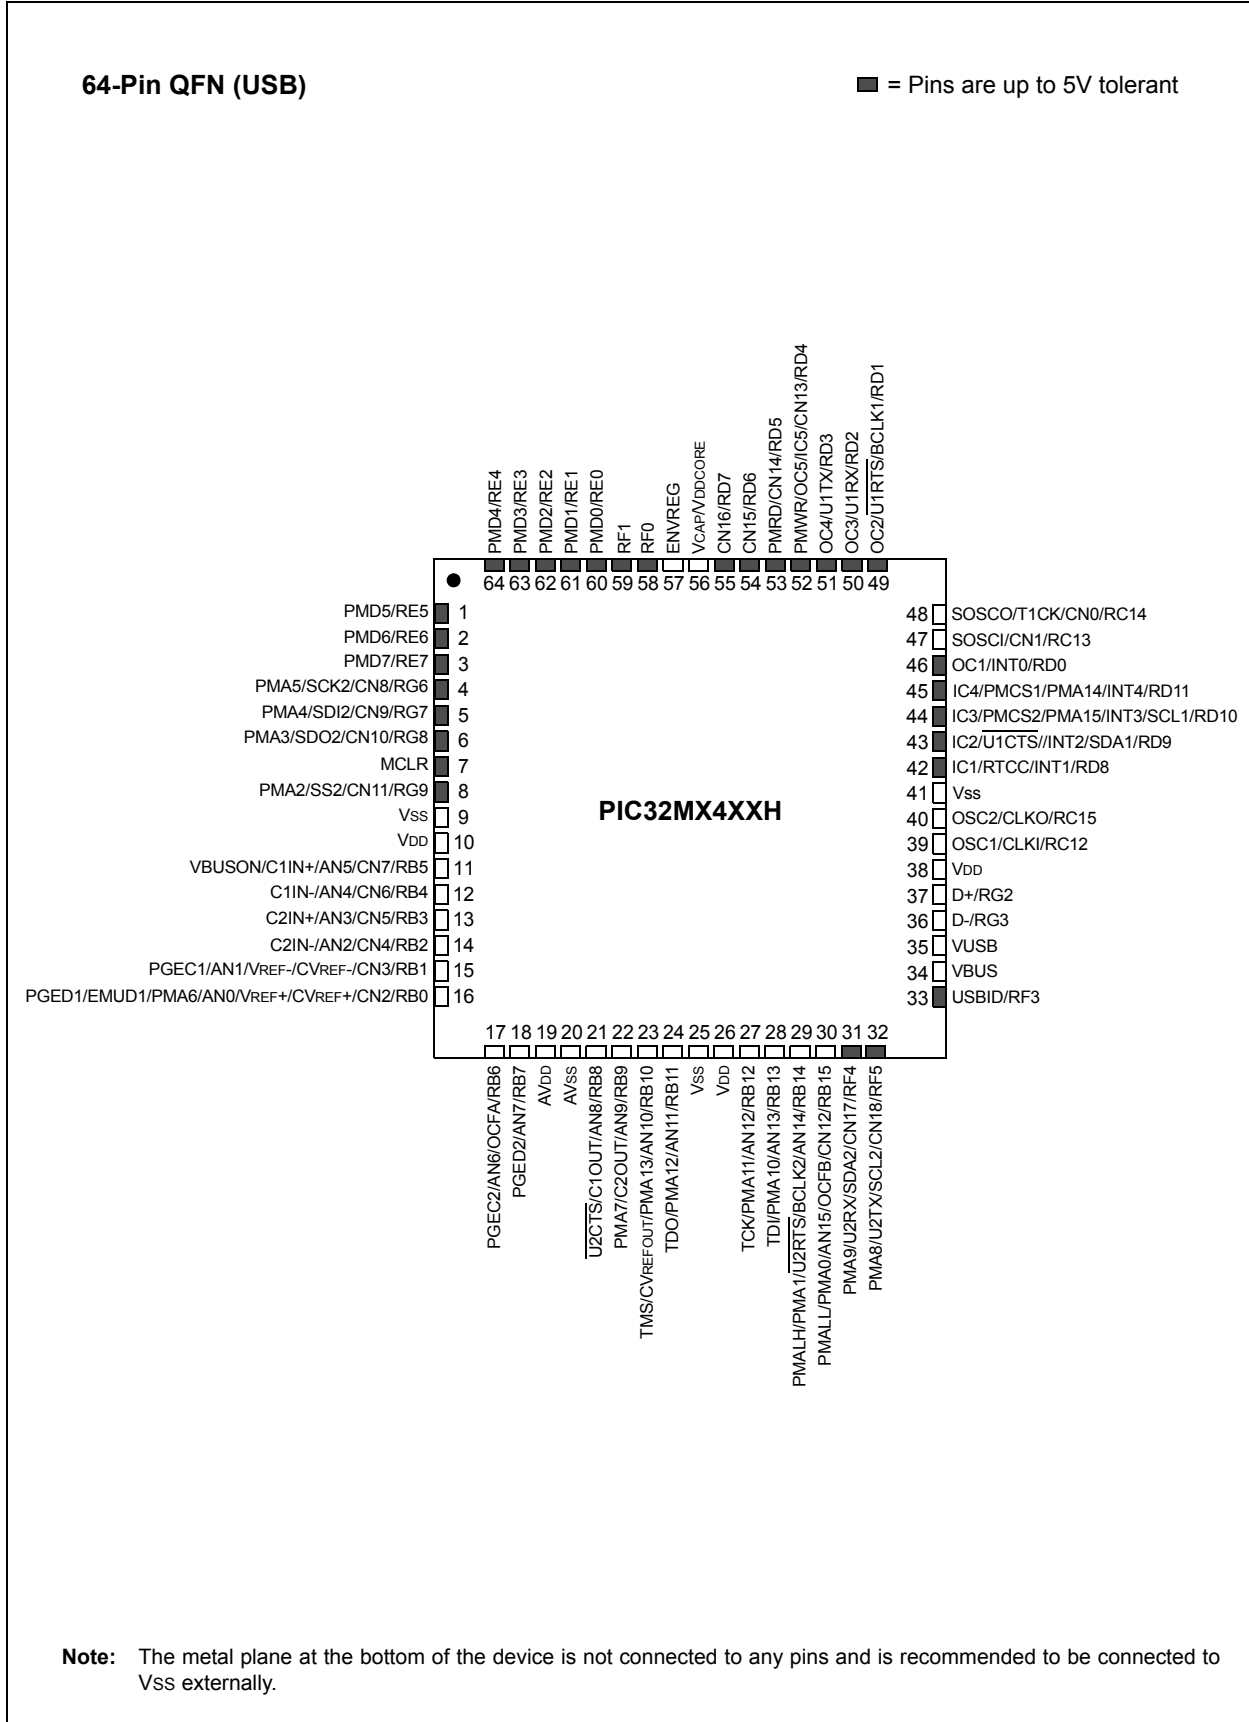 64-Pin QFN (USB)
= Pins are up to 5V tolerant
PMD4/RE4
PMD3/RE3
PMD2/RE2
PMD1/RE1
PMD0/RE0
RF1
RF0
ENVREG
VCAP/VDDCORE
CN16/RD7
CN15/RD6
PMRD/CN14/RD5
PMWR/OC5/IC5/CN13/RD4
OC4/U1TX/RD3
OC3/U1RX/RD2
OC2/U1RTS/BCLK1/RD1
64 63 62 61 60 59 58 57 56 55 54 53 52 51 50 49
PMD5/RE5 1
PMD6/RE6 2
PMD7/RE7 3
PMA5/SCK2/CN8/RG6 4
PMA4/SDI2/CN9/RG7 5
PMA3/SDO2/CN10/RG8 6
MCLR 7
PMA2/SS2/CN11/RG9 8
VSS 9
VDD 10
VBUSON/C1IN+/AN5/CN7/RB5 11
C1IN-/AN4/CN6/RB4 12
C2IN+/AN3/CN5/RB3 13
C2IN-/AN2/CN4/RB2 14
PGEC1/AN1/VREF-/CVREF-/CN3/RB1 15
PGED1/EMUD1/PMA6/AN0/VREF+/CVREF+/CN2/RB0 16
PIC32MX4XXH
48 SOSCO/T1CK/CN0/RC14
47 SOSCI/CN1/RC13
46 OC1/INT0/RD0
45 IC4/PMCS1/PMA14/INT4/RD11
44 IC3/PMCS2/PMA15/INT3/SCL1/RD10
43 IC2/U1CTS//INT2/SDA1/RD9
42 IC1/RTCC/INT1/RD8
41 Vss
40 OSC2/CLKO/RC15
39 OSC1/CLKI/RC12
38 VDD
37 D+/RG2
36 D-/RG3
35 VUSB
34 VBUS
33 USBID/RF3
17 18 19 20 21 22 23 24 25 26 27 28 29 30 31 32
PGEC2/AN6/OCFA/RB6
PGED2/AN7/RB7
AVDD
AVSS
U2CTS/C1OUT/AN8/RB8
PMA7/C2OUT/AN9/RB9
TMS/CVREFOUT/PMA13/AN10/RB10
TDO/PMA12/AN11/RB11
VSS
VDD
TCK/PMA11/AN12/RB12
TDI/PMA10/AN13/RB13
PMALH/PMA1/U2RTS/BCLK2/AN14/RB14
PMALL/PMA0/AN15/OCFB/CN12/RB15
PMA9/U2RX/SDA2/CN17/RF4
PMA8/U2TX/SCL2/CN18/RF5
Note: The metal plane at the bottom of the device is not connected to any pins and is recommended to be connected to
VSS externally.